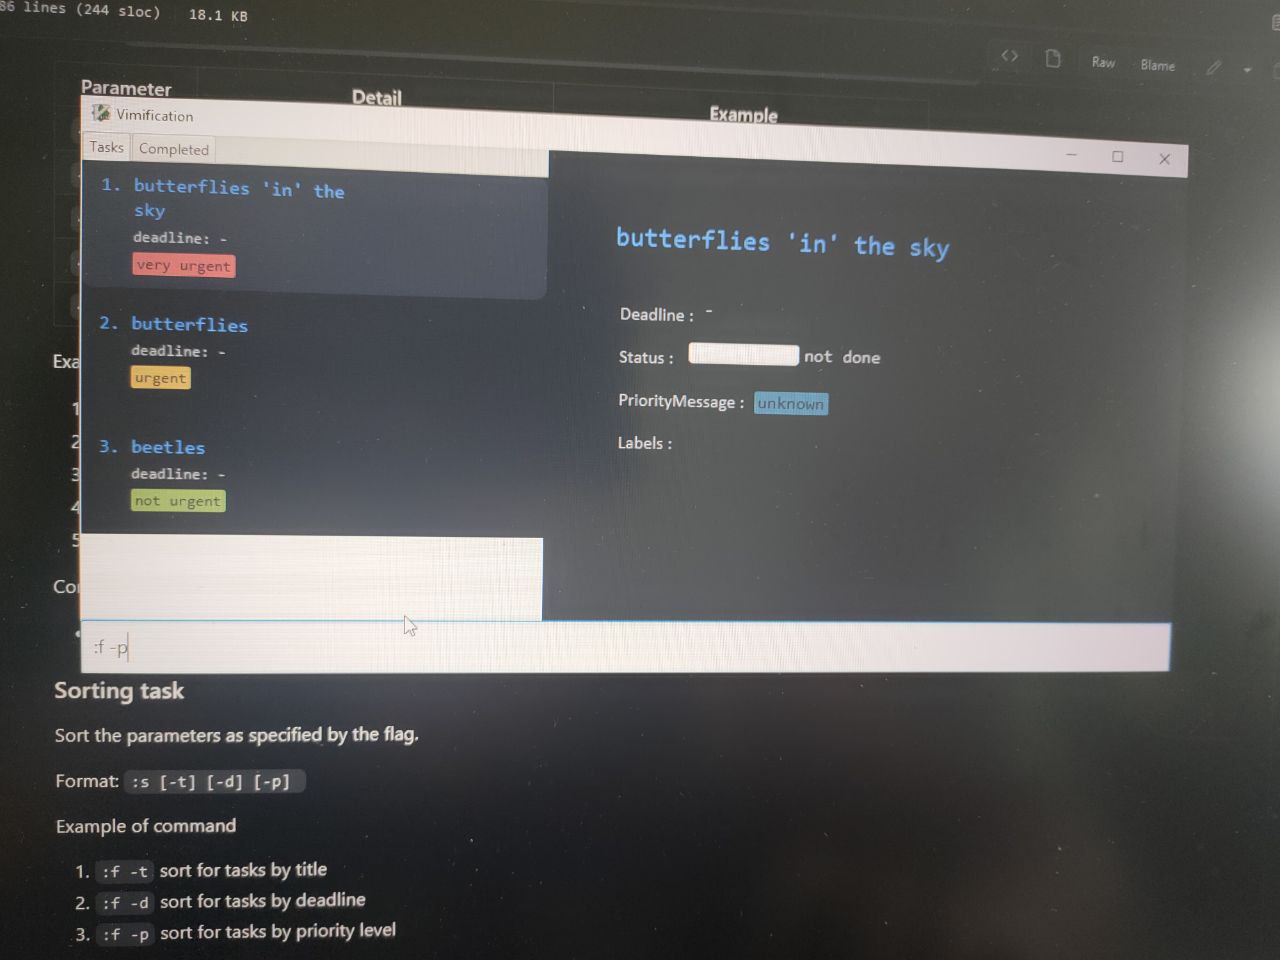 86 lines (244 sloc) 18.1 KB
Raw Blame
Parameter Detail Example
Vimification
Tasks Completed
1. butterflies 'in' the
sky
deadline: -
very urgent
2. butterflies
deadline: -
urgent
3. beetles
deadline: -
not urgent
butterflies 'in' the sky
Deadline : -
Status : not done
PriorityMessage : unknown
Labels :
Exa
1
2
3
4
5
Co
:f -p
Sorting task
Sort the parameters as specified by the flag.
Format: :s [-t] [-d] [-p]
Example of command
1. :f -t sort for tasks by title
2. :f -d sort for tasks by deadline
3. :f -p sort for tasks by priority level